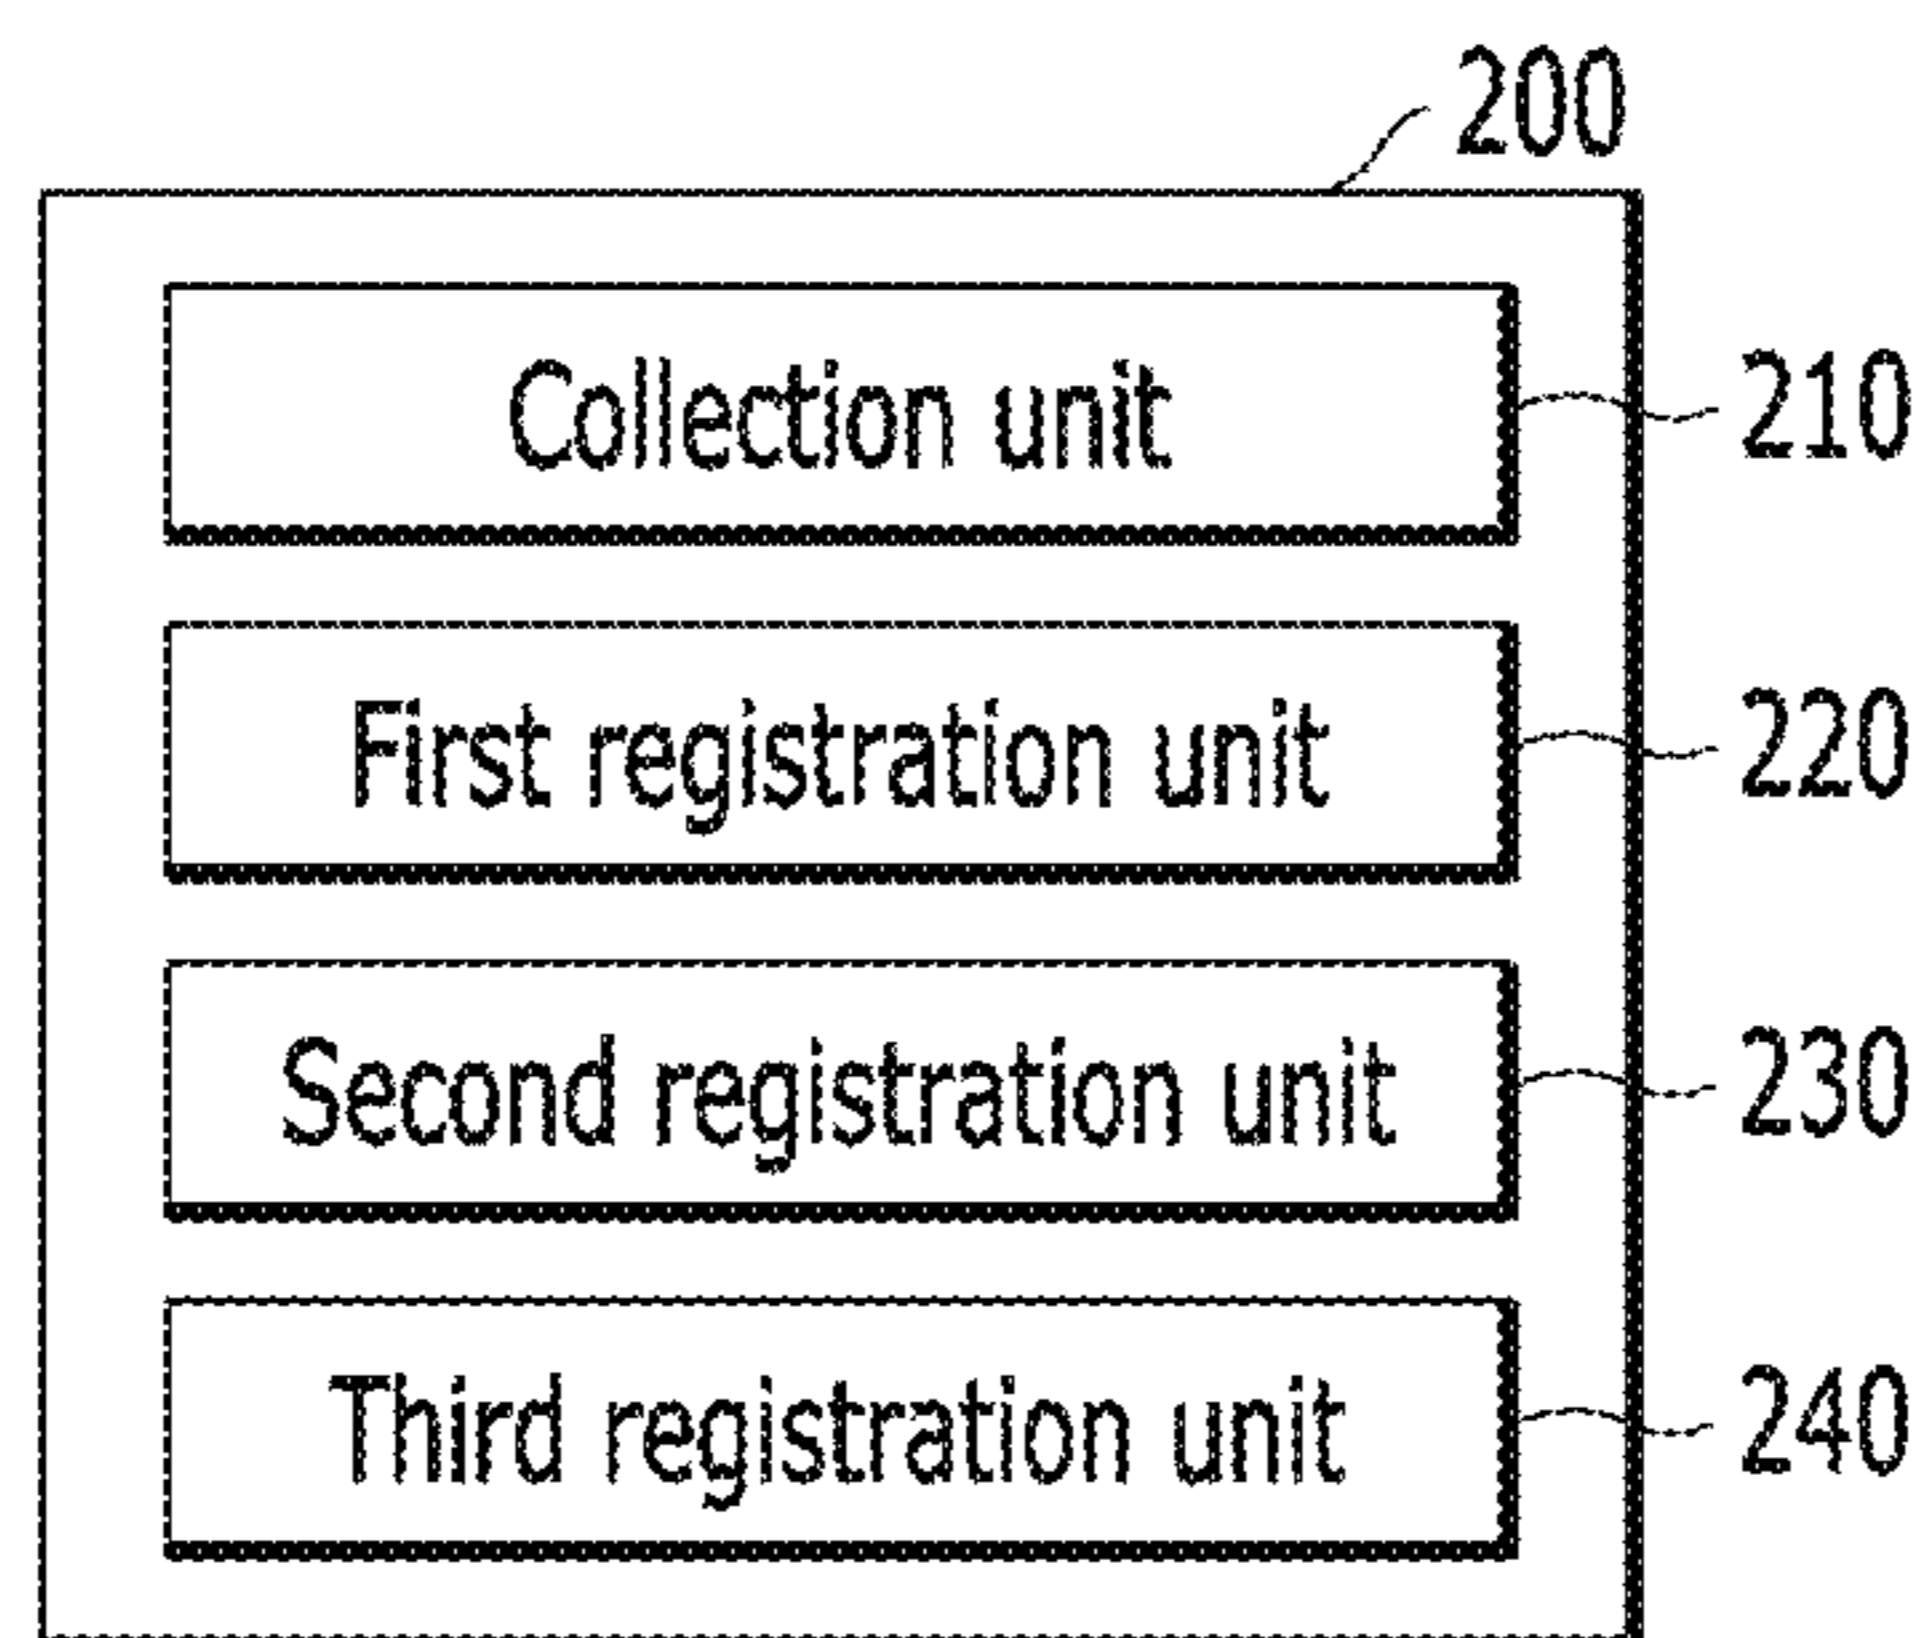 200
Collection unit 210
First registration unit 220
Second registration unit 230
Third registration unit 240